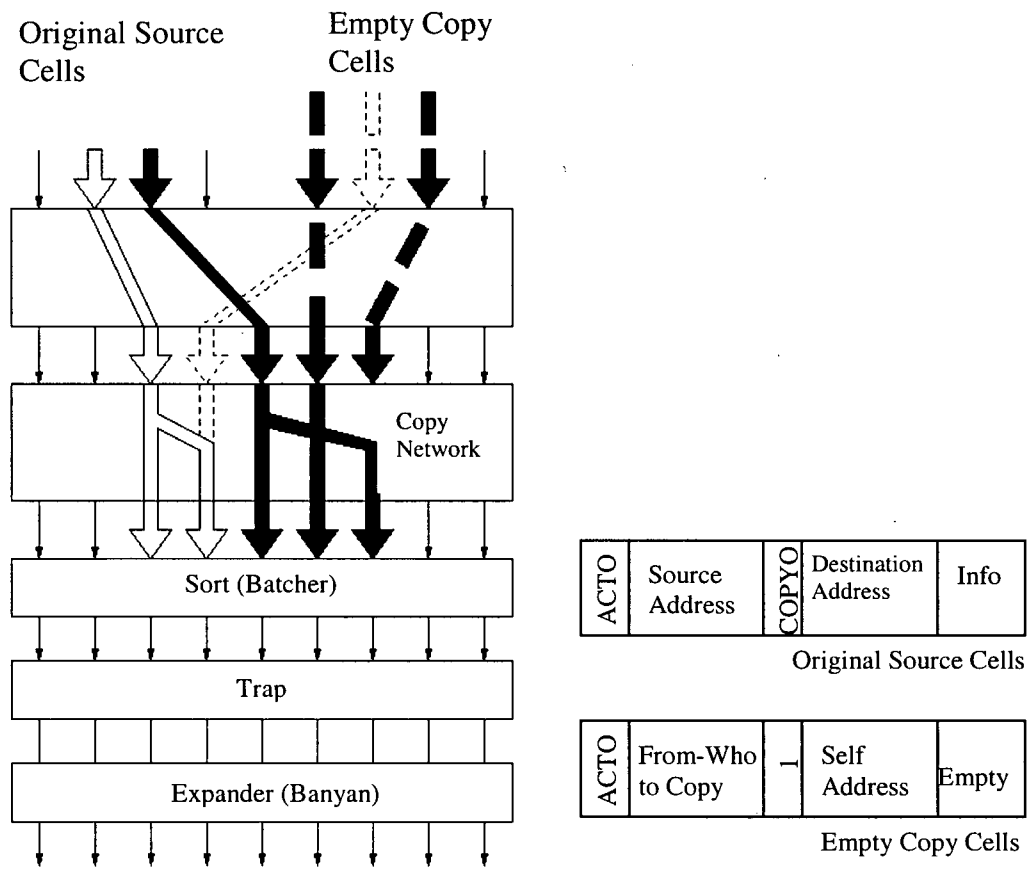 Original Source
Cells
Empty Copy
Cells
Copy
Network
Sort (Batcher)
Trap
Expander (Banyan)
ACTO
Source
Address
COPYO
Destination
Address
Info
Original Source Cells
ACTO
From-Who
to Copy
1
Self
Address
Empty
Empty Copy Cells